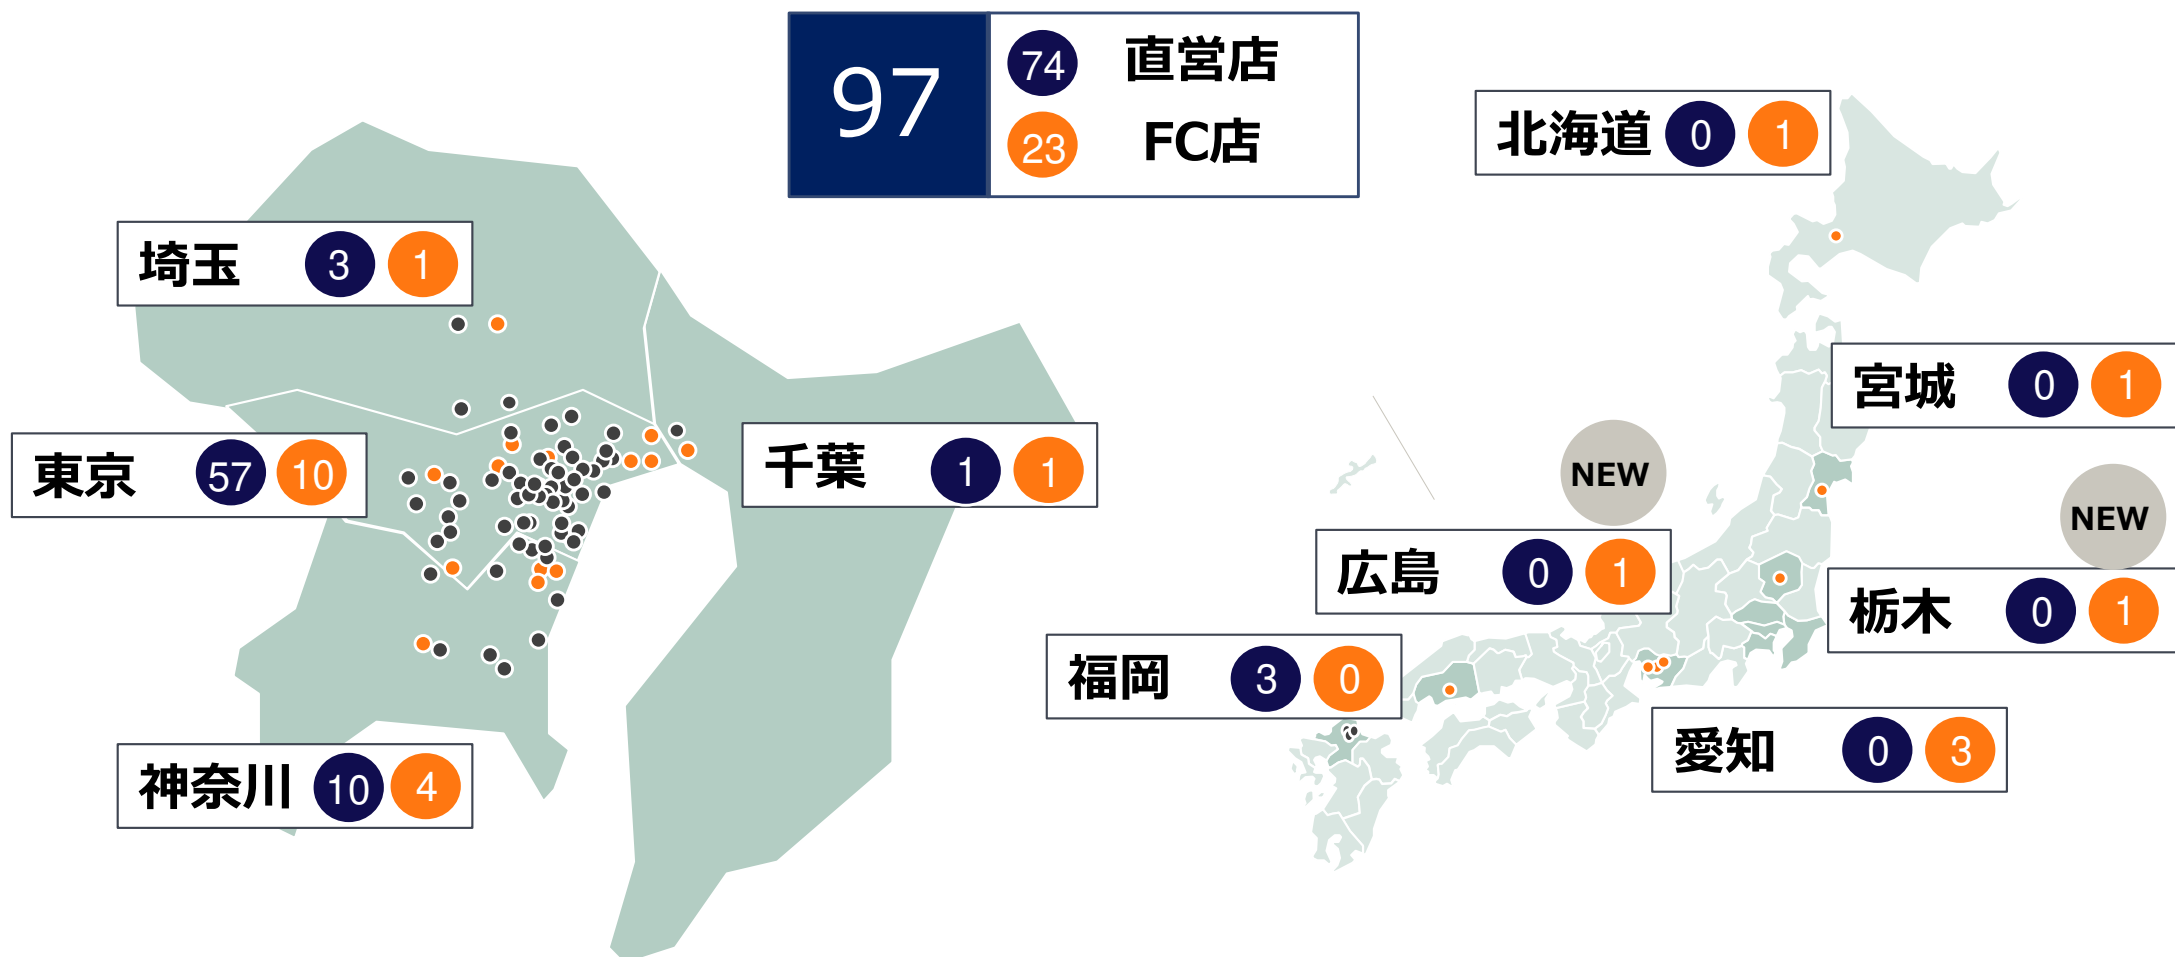 97
74 直営店
23 FC店
北海道 0 1
埼玉 3 1
宮城 0 1
東京 57 10
千葉 1 1
NEW
NEW
広島 0 1
栃木 0 1
福岡 3 0
愛知 0 3
神奈川 10 4